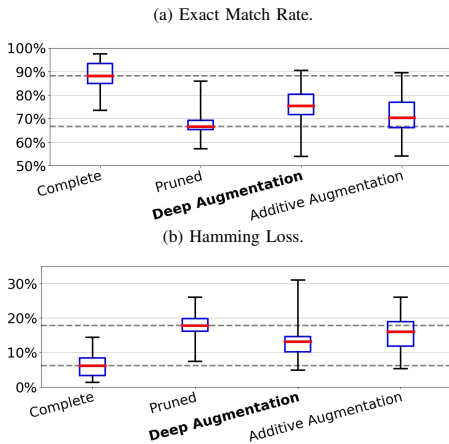 (a) Exact Match Rate.
100%
90%
80%
70%
60%
50%
Complete
Pruned
Deep Augmentation
Additive Augmentation
(b) Hamming Loss.
30%
20%
10%
0%
Complete
Pruned
Deep Augmentation
Additive Augmentation